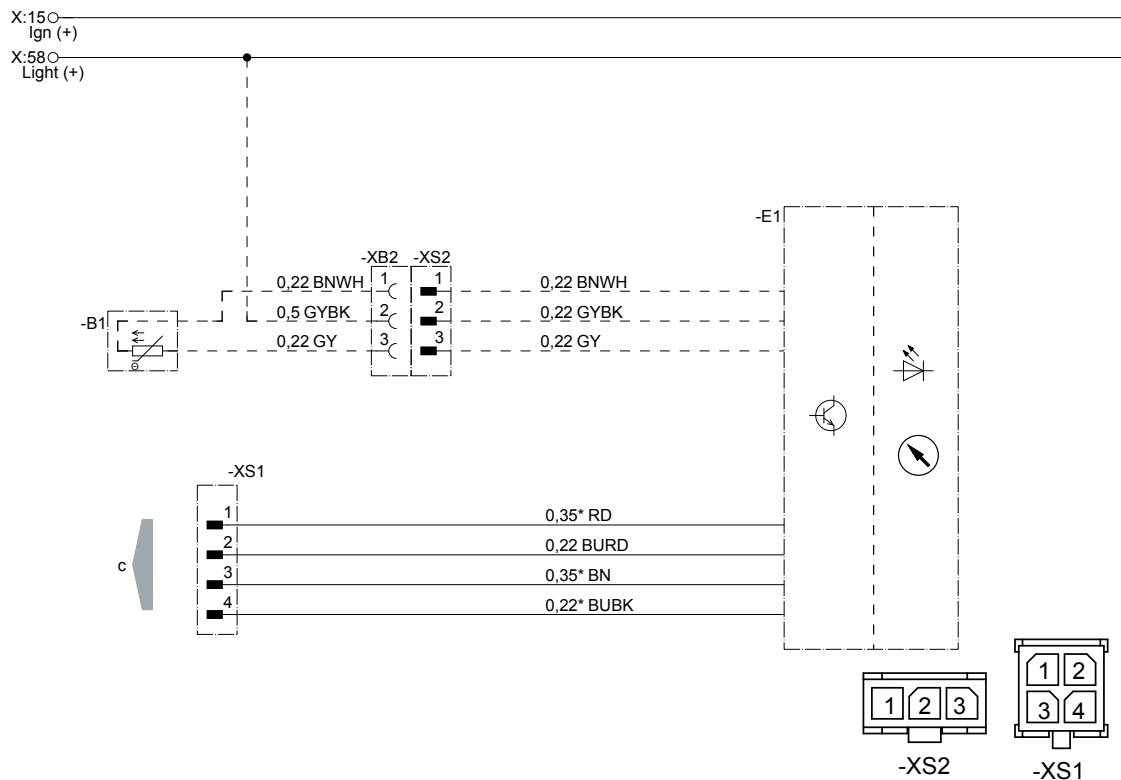 X:15
Ign (+)
X:58
Light (+)
-E1
-XB2 -XS2
0,22 BNWH 1 1 0,22 BNWH
-B1 0,5 GYBK 2 2 0,22 GYBK
0,22 GY 3 3 0,22 GY
-XS1
1 0,35* RD
2 0,22 BURD
c
3 0,35* BN
4 0,22* BUBK
1 2
1 2 3
3 4
-XS2
-XS1